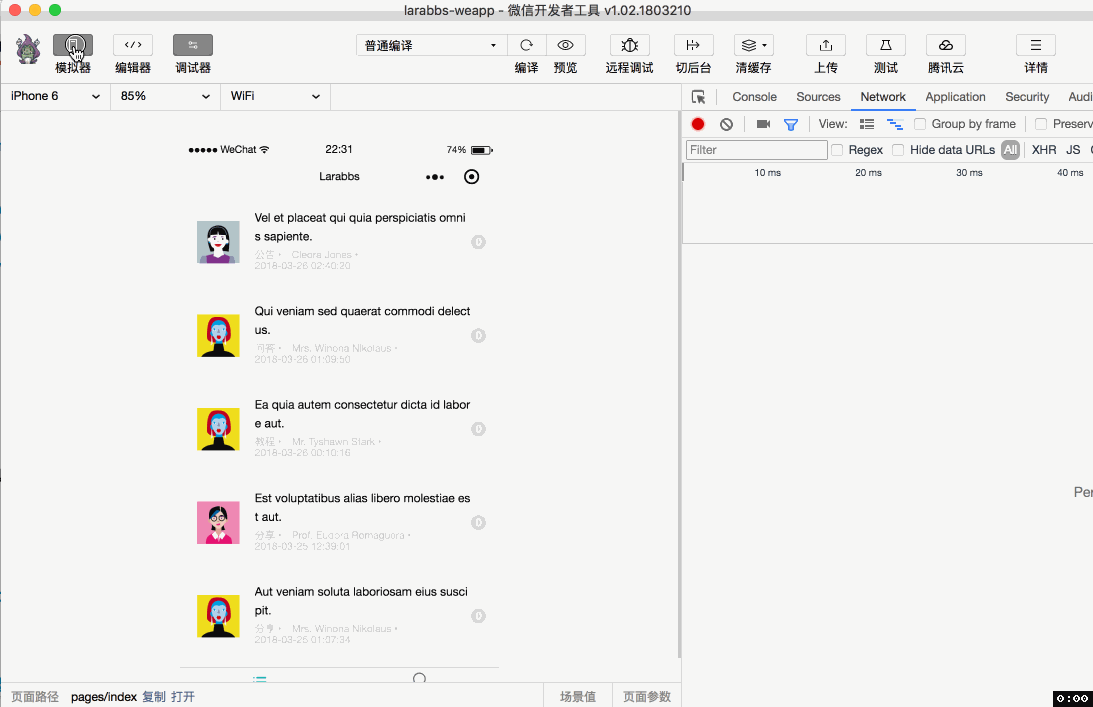 larabbs-weapp - 微信开发者工具 v1.02.1803210
模拟器 编辑器 调试器 普通编译 编译 预览 远程调试 切后台 清缓存 上传 测试 腾讯云 详情
iPhone 6 85% WiFi
Console Sources Network Application Security Audi
View: Group by frame Preserv
Filter Regex Hide data URLs All XHR JS
10 ms 20 ms 30 ms 40 ms
WeChat 22:31 74%
Larabbs
Vel et placeat qui quia perspiciatis omni
s sapiente.
0
公告 • Cleora Jones •
2018-03-26 02:40:20
Qui veniam sed quaerat commodi delect
us.
0
问答 • Mrs. Winona Nikolaus •
2018-03-26 01:09:50
Ea quia autem consectetur dicta id labor
e aut.
0
教程 • Mr. Tyshawn Stark •
2018-03-26 00:10:16
Est voluptatibus alias libero molestiae es
t aut.
0
分享 • Prof. Eudora Romaguera •
2018-03-25 12:39:01
Aut veniam soluta laboriosam eius susci
pit.
0
分享 • Mrs. Winona Nikolaus •
2018-03-25 01:07:34
Per
页面路径 pages/index 复制 打开 场景值 页面参数
0:00